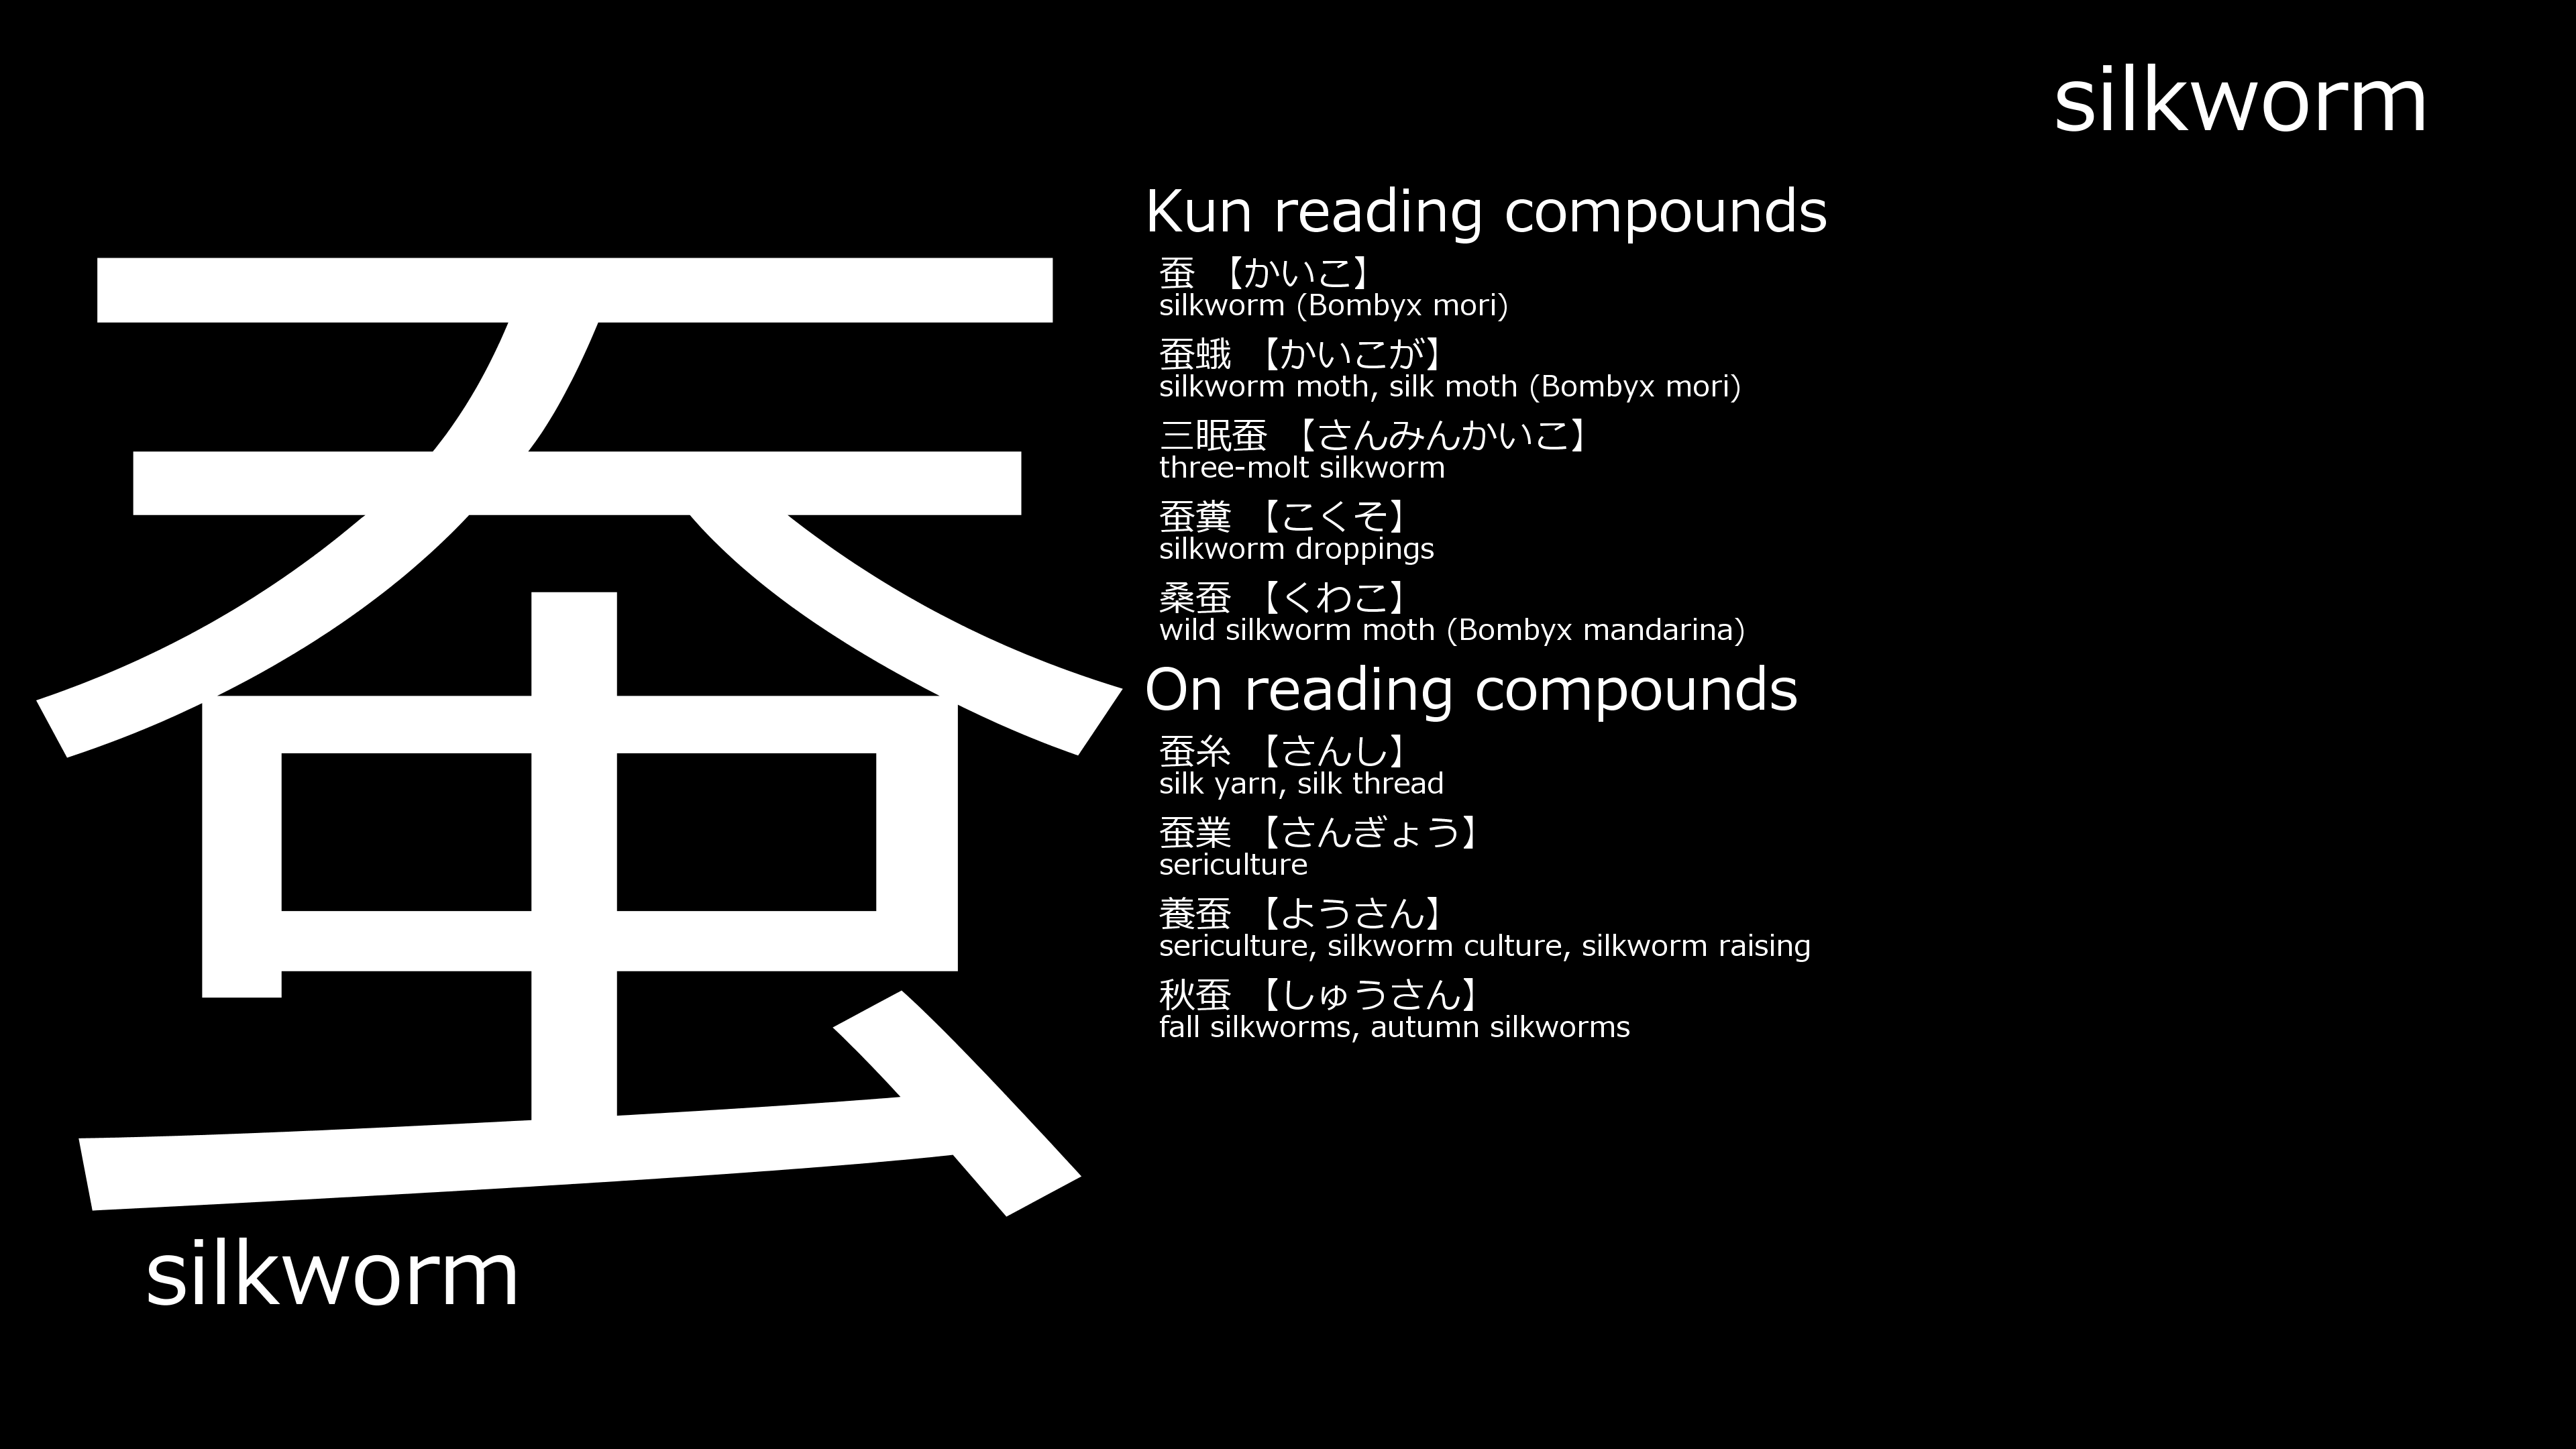 silkworm
蚕
silkworm
Kun reading compounds
蚕 【かいこ】
silkworm (Bombyx mori)
蚕蛾 【かいこが】
silkworm moth, silk moth (Bombyx mori)
三眠蚕 【さんみんかいこ】
three-molt silkworm
蚕糞 【こくそ】
silkworm droppings
桑蚕 【くわこ】
wild silkworm moth (Bombyx mandarina)
On reading compounds
蚕糸 【さんし】
silk yarn, silk thread
蚕業 【さんぎょう】
sericulture
養蚕 【ようさん】
sericulture, silkworm culture, silkworm raising
秋蚕 【しゅうさん】
fall silkworms, autumn silkworms